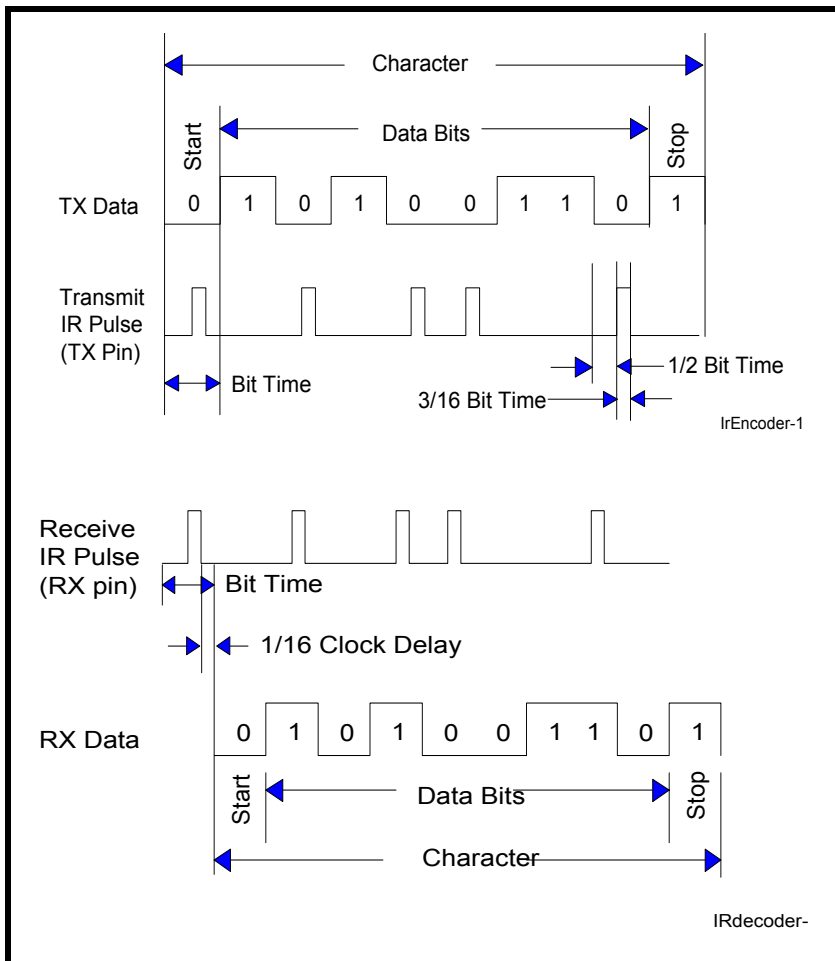 Character
Start
Data Bits
Stop
TX Data
0 1 0 1 0 0 1 1 0 1
Transmit
IR Pulse
(TX Pin)
Bit Time
1/2 Bit Time
3/16 Bit Time
IrEncoder-1
Receive
IR Pulse
(RX pin)
Bit Time
1/16 Clock Delay
RX Data
0 1 0 1 0 0 1 1 0 1
Start
Data Bits
Stop
Character
IRdecoder-